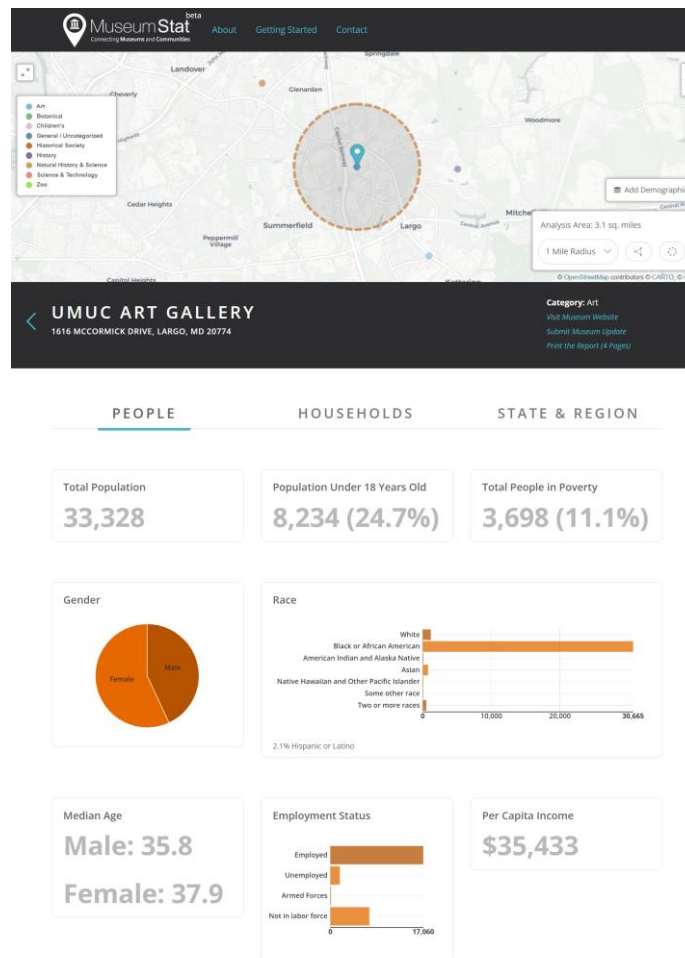 MuseumStat beta
Connecting Museums and Communities
About Getting Started Contact
Springdale
Landover
Glenarden
Cheverly
Woodmore
Art
Botanical
Children's
General / Uncategorized
Historical Society
History
Natural History & Science
Science & Technology
Zoo
Cedar Heights
Summerfield
Largo
Peppermill
Village
Capitol Heights
Add Demographi
Analysis Area: 3.1 sq. miles
1 Mile Radius
© OpenStreetMap contributors © CARTO, ©
UMUC ART GALLERY
1616 MCCORMICK DRIVE, LARGO, MD 20774
Category: Art
Visit Museum Website
Submit Museum Update
Print the Report (4 Pages)
PEOPLE HOUSEHOLDS STATE & REGION
Total Population
33,328
Population Under 18 Years Old
8,234 (24.7%)
Total People in Poverty
3,698 (11.1%)
Gender
Female
Male
Race
White
Black or African American
American Indian and Alaska Native
Asian
Native Hawaiian and Other Pacific Islander
Some other race
Two or more races
0 10,000 20,000 30,665
2.1% Hispanic or Latino
Median Age
Male: 35.8
Female: 37.9
Employment Status
Employed
Unemployed
Armed Forces
Not in labor force
0 17,060
Per Capita Income
$35,433